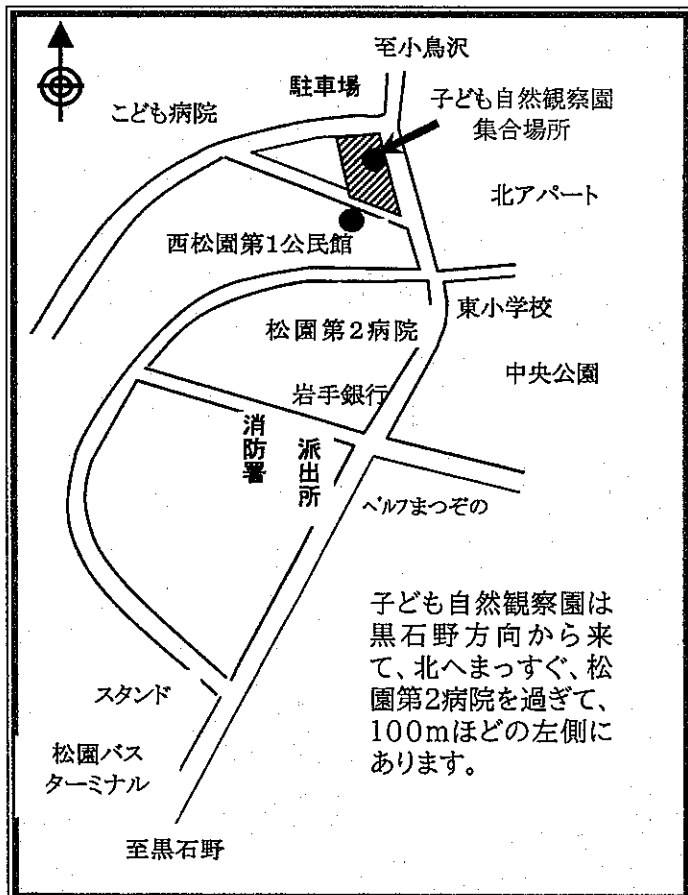 至小鳥沢
駐車場
子ども自然観察園
集合場所
こども病院
北アパート
西松園第1公民館
東小学校
松園第2病院
中央公園
岩手銀行
消防署
派出所
ベルフまつぞの
子ども自然観察園は
黒石野方向から来
て、北へまっすぐ、松
園第2病院を過ぎて、
100mほどの左側に
あります。
スタンド
松園バス
ターミナル
至黒石野